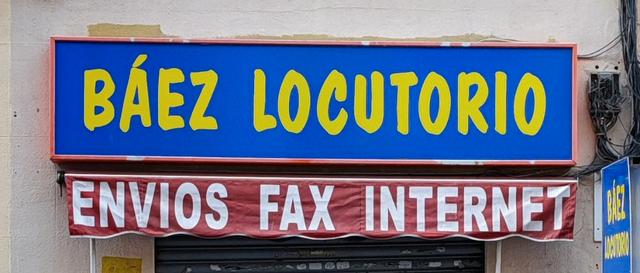 BÁEZ LOCUTORIO
ENVIOS FAX INTERNET
BÁEZ
LOCUTORIO